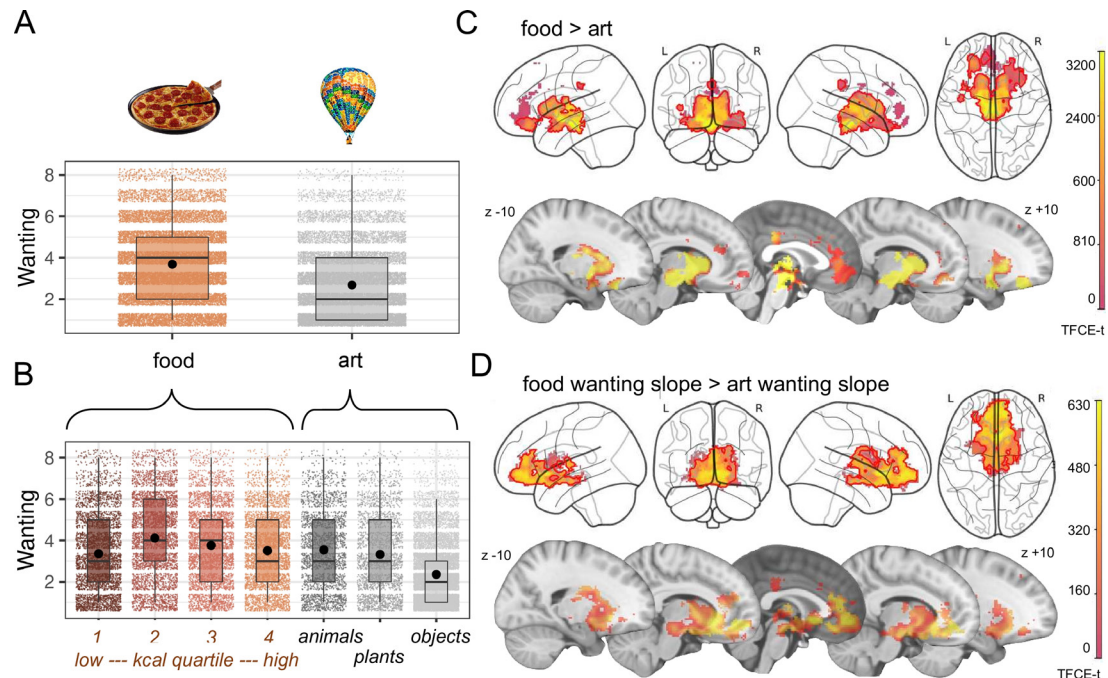 A
8
6
4
2
Wanting
food
art
B
8
6
4
2
Wanting
1
2
3
4
animals
plants
objects
low --- kcal quartile --- high
C
food > art
L
R
L
R
3200
2400
600
810
0
TFCE-t
z -10
z +10
D
food wanting slope > art wanting slope
L
R
L
R
630
480
320
160
0
TFCE-t
z -10
z +10